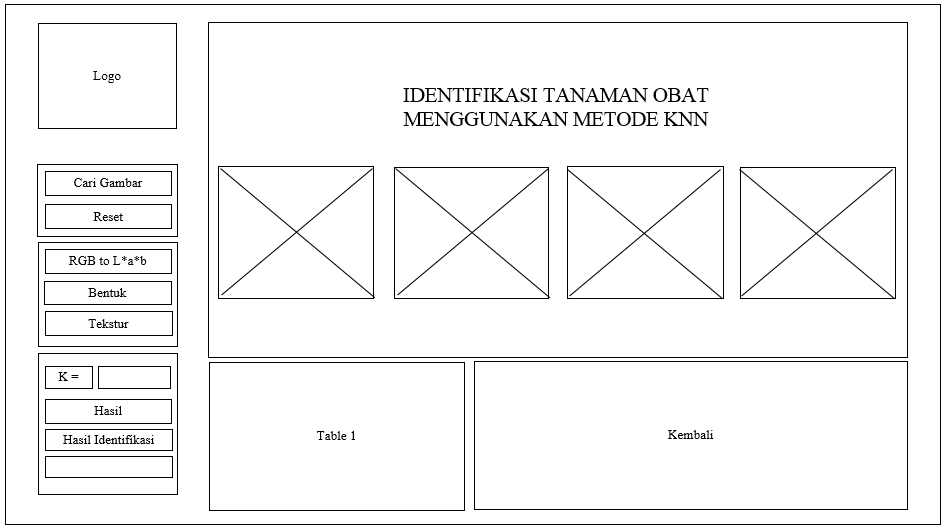 Logo
IDENTIFIKASI TANAMAN OBAT
MENGGUNAKAN METODE KNN
Cari Gambar
Reset
RGB to L*a*b
Bentuk
Tekstur
K =
Hasil
Hasil Identifikasi
Table 1
Kembali